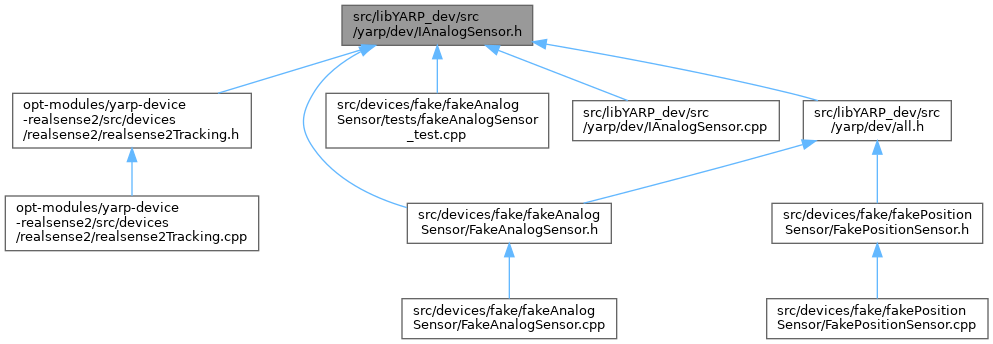 src/libYARP_dev/src
/yarp/dev/IAnalogSensor.h
opt-modules/yarp-device
-realsense2/src/devices
/realsense2/realsense2Tracking.h
src/devices/fake/fakeAnalog
Sensor/tests/fakeAnalogSensor
_test.cpp
src/libYARP_dev/src
/yarp/dev/IAnalogSensor.cpp
src/libYARP_dev/src
/yarp/dev/all.h
opt-modules/yarp-device
-realsense2/src/devices
/realsense2/realsense2Tracking.cpp
src/devices/fake/fakeAnalog
Sensor/FakeAnalogSensor.h
src/devices/fake/fakePosition
Sensor/FakePositionSensor.h
src/devices/fake/fakeAnalog
Sensor/FakeAnalogSensor.cpp
src/devices/fake/fakePosition
Sensor/FakePositionSensor.cpp